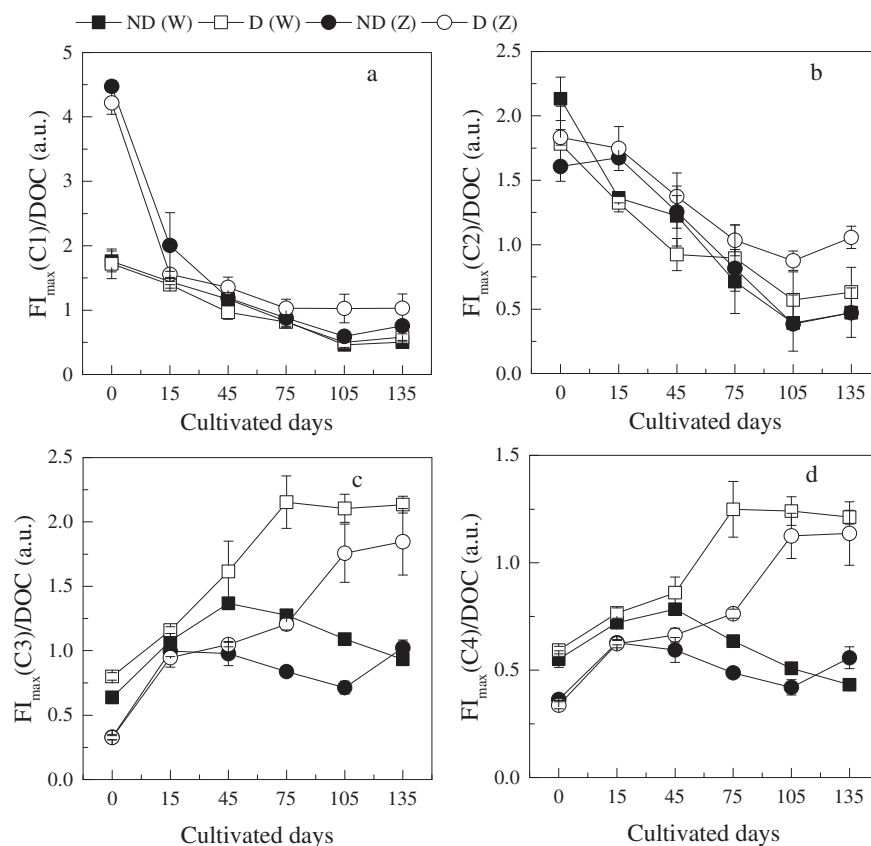 ND (W) D (W) ND (Z) D (Z)
a
5
4
3
2
1
0
FImax(C1)/DOC (a.u.)
0 15 45 75 105 135
Cultivated days
b
2.5
2.0
1.5
1.0
0.5
0.0
FImax(C2)/DOC (a.u.)
0 15 45 75 105 135
Cultivated days
c
2.5
2.0
1.5
1.0
0.5
0.0
FImax(C3)/DOC (a.u.)
0 15 45 75 105 135
Cultivated days
d
1.5
1.0
0.5
0.0
FImax(C4)/DOC (a.u.)
0 15 45 75 105 135
Cultivated days